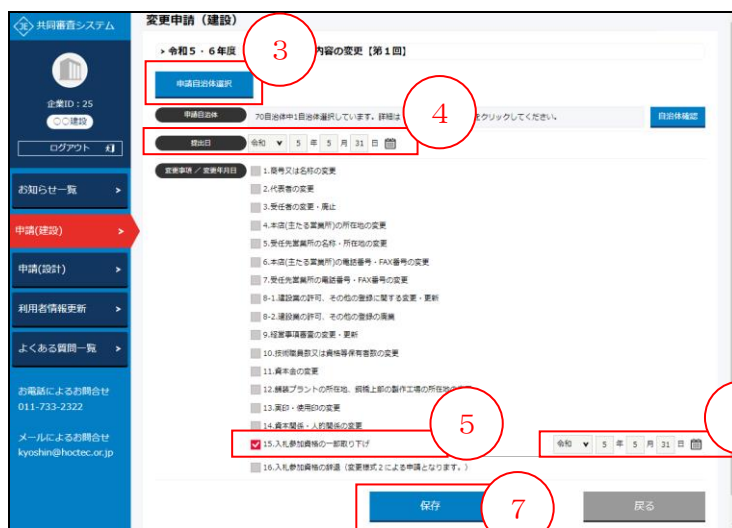 共同審査システム
企業ID：25
〇〇建設
ログアウト
お知らせ一覧
申請(建設)
申請(設計)
利用者情報更新
よくある質問一覧
お電話によるお問合せ
011-733-2322
メールによるお問合せ
kyoshin@hoctec.or.jp
変更申請（建設）
令和５・６年度 内容の変更【第１回】
3
申請自治体選択
申請自治体 70自治体中1自治体選択しています。詳細は をクリックしてください。 自治体確認
4
提出日 令和 5 年 5 月 31 日
変更事項 ／ 変更年月日
1.商号又は名称の変更
2.代表者の変更
3.受任者の変更・廃止
4.本店(主たる営業所)の所在地の変更
5.受任先営業所の名称・所在地の変更
6.本店(主たる営業所)の電話番号・FAX番号の変更
7.受任先営業所の電話番号・FAX番号の変更
8-1.建設業の許可、その他の登録に関する変更・更新
8-2.建設業の許可、その他の登録の廃業
9.経営事項審査の変更・更新
10.技術職員数又は資格等保有者数の変更
11.資本金の変更
12.舗装プラントの所在地、鋼橋上部の製作工場の所在地の
13.実印・使用印の変更
14.資本関係・人的関係の変更
5
15.入札参加資格の一部取り下げ 令和 5 年 5 月 31 日
16.入札参加資格の辞退（変更様式２による申請となります。）
保存
7
戻る